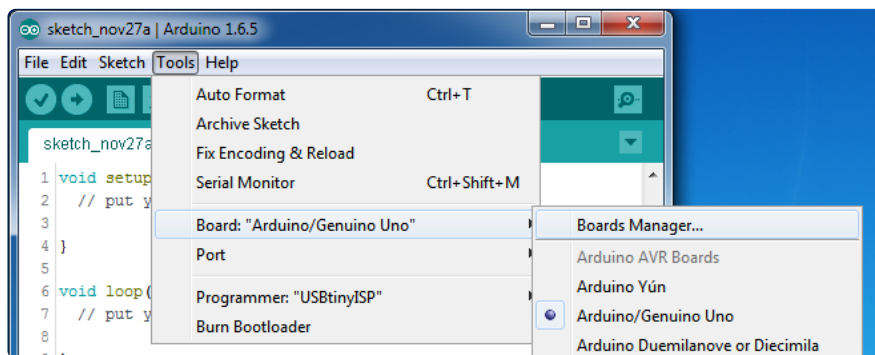 sketch_nov27a | Arduino 1.6.5
File Edit Sketch Tools Help
sketch_nov27a
Auto Format Ctrl+T
Archive Sketch
Fix Encoding & Reload
Serial Monitor Ctrl+Shift+M
Board: "Arduino/Genuino Uno"
Port
Programmer: "USBtinyISP"
Burn Bootloader
Boards Manager...
Arduino AVR Boards
Arduino Yún
Arduino/Genuino Uno
Arduino Duemilanove or Diecimila
1 void setup
2 // put y
3
4 }
5
6 void loop(
7 // put y
8